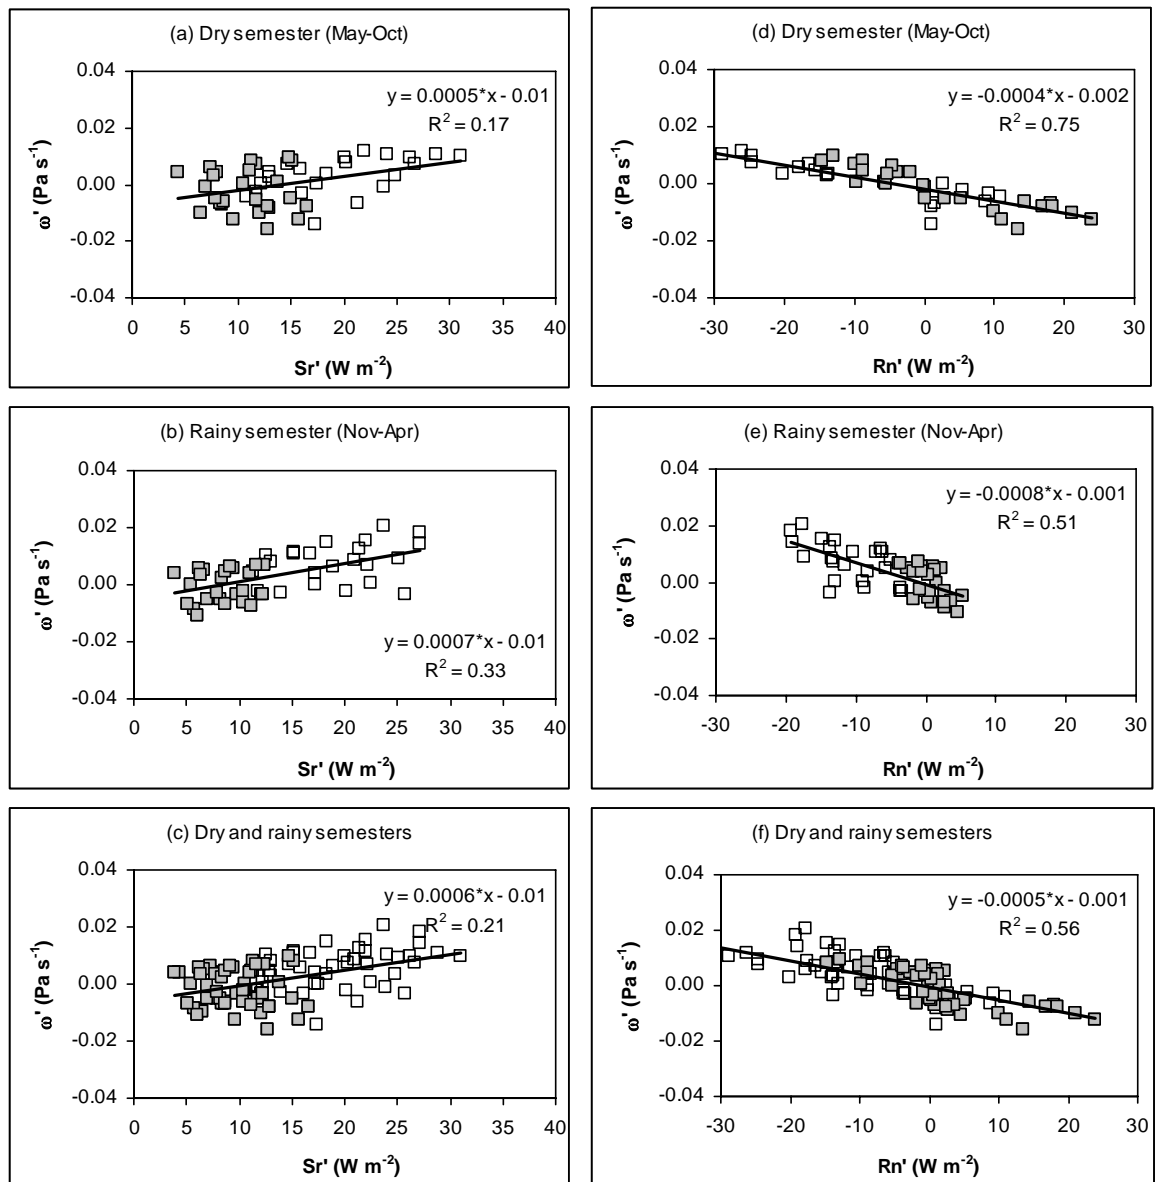 (a) Dry semester (May-Oct)
y = 0.0005*x - 0.01
R² = 0.17
0.04
0.02
0.00
-0.02
-0.04
ω' (Pa s⁻¹)
0 5 10 15 20 25 30 35 40
Sr' (W m⁻²)
(d) Dry semester (May-Oct)
y = -0.0004*x - 0.002
R² = 0.75
0.04
0.02
0.00
-0.02
-0.04
ω' (Pa s⁻¹)
-30 -20 -10 0 10 20 30
Rn' (W m⁻²)
(b) Rainy semester (Nov-Apr)
0.04
0.02
0.00
-0.02
-0.04
ω' (Pa s⁻¹)
y = 0.0007*x - 0.01
R² = 0.33
0 5 10 15 20 25 30 35 40
Sr' (W m⁻²)
(e) Rainy semester (Nov-Apr)
y = -0.0008*x - 0.001
R² = 0.51
0.04
0.02
0.00
-0.02
-0.04
ω' (Pa s⁻¹)
-30 -20 -10 0 10 20 30
Rn' (W m⁻²)
(c) Dry and rainy semesters
y = 0.0006*x - 0.01
R² = 0.21
0.04
0.02
0.00
-0.02
-0.04
ω' (Pa s⁻¹)
0 5 10 15 20 25 30 35 40
Sr' (W m⁻²)
(f) Dry and rainy semesters
y = -0.0005*x - 0.001
R² = 0.56
0.04
0.02
0.00
-0.02
-0.04
ω' (Pa s⁻¹)
-30 -20 -10 0 10 20 30
Rn' (W m⁻²)